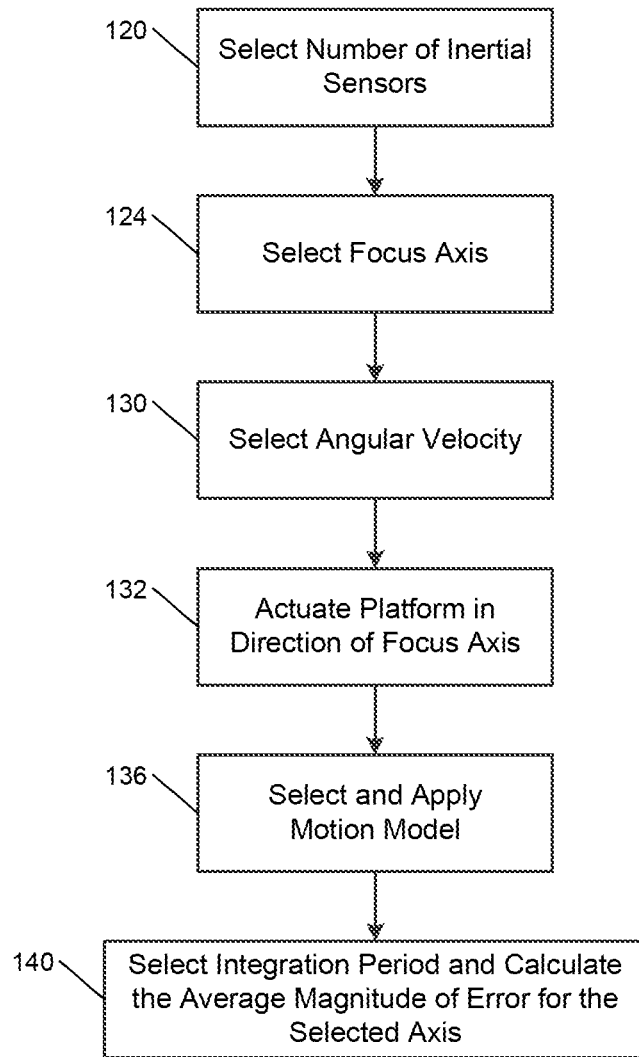 120
Select Number of Inertial
Sensors
124
Select Focus Axis
130
Select Angular Velocity
132
Actuate Platform in
Direction of Focus Axis
136
Select and Apply
Motion Model
140
Select Integration Period and Calculate
the Average Magnitude of Error for the
Selected Axis